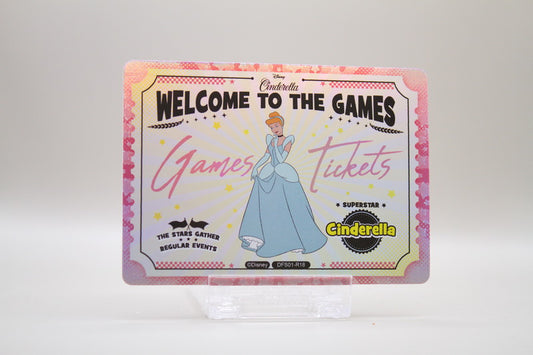 Disney
Cinderella
WELCOME TO THE GAMES
Games Tickets
THE STARS GATHER
REGULAR EVENTS
SUPERSTAR
Cinderella
©Disney DFS01-R18